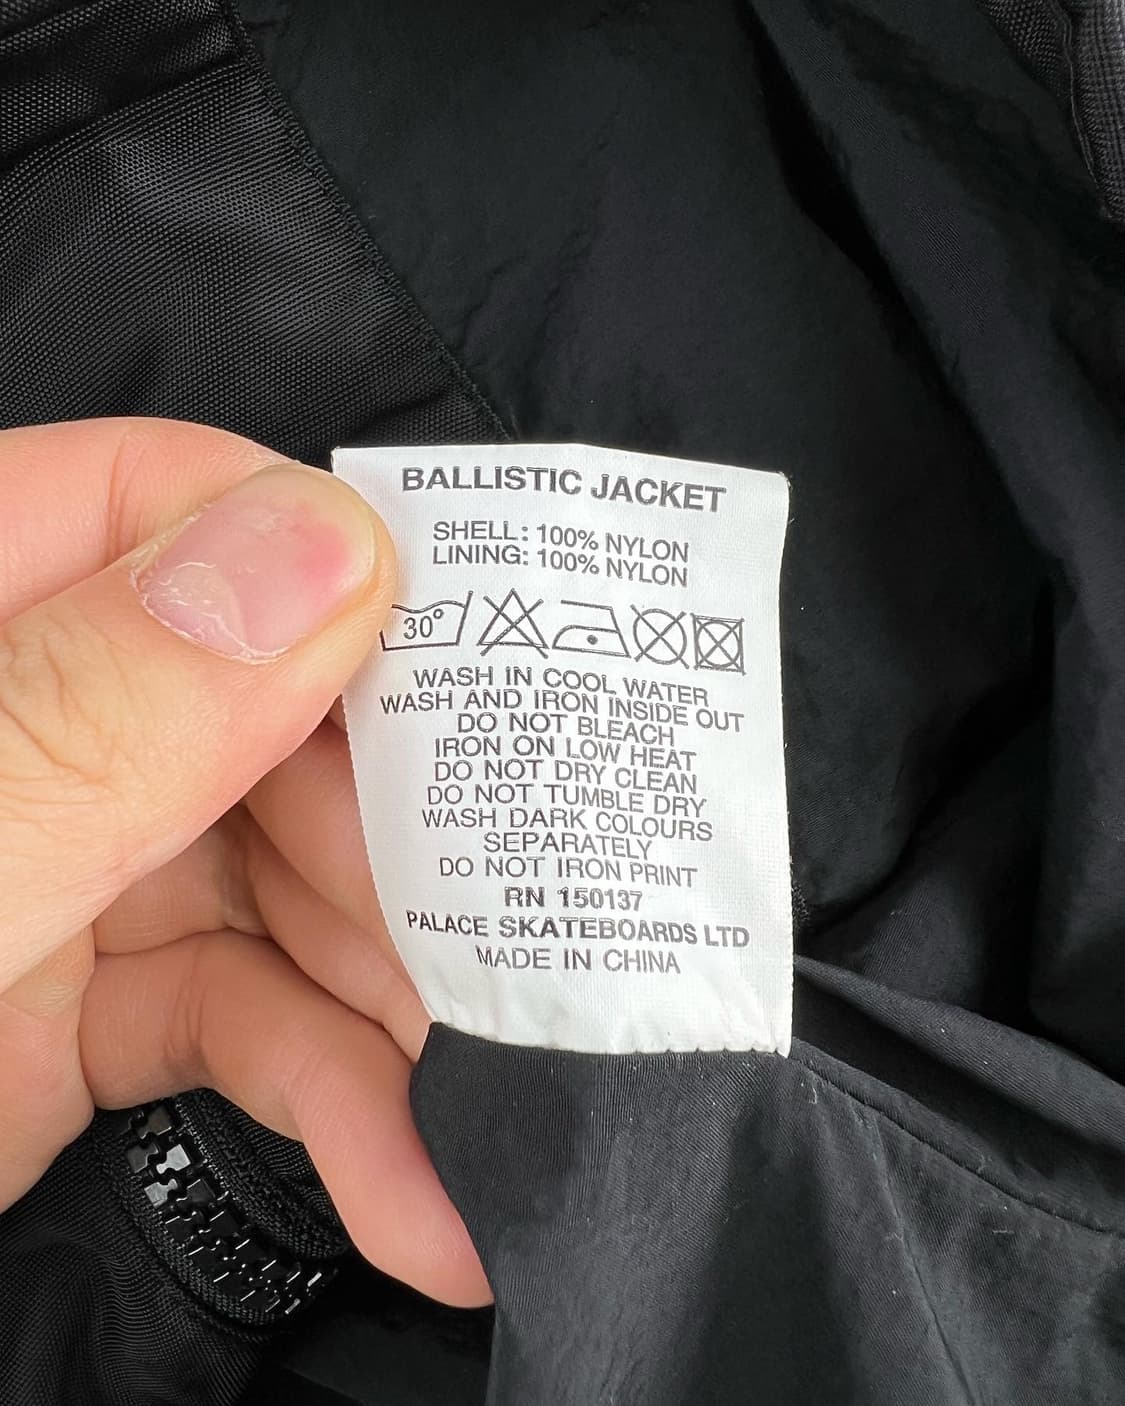 BALLISTIC JACKET
SHELL: 100% NYLON
LINING: 100% NYLON
30°
WASH IN COOL WATER
WASH AND IRON INSIDE OUT
DO NOT BLEACH
IRON ON LOW HEAT
DO NOT DRY CLEAN
DO NOT TUMBLE DRY
WASH DARK COLOURS
SEPARATELY
DO NOT IRON PRINT
RN 150137
PALACE SKATEBOARDS LTD
MADE IN CHINA